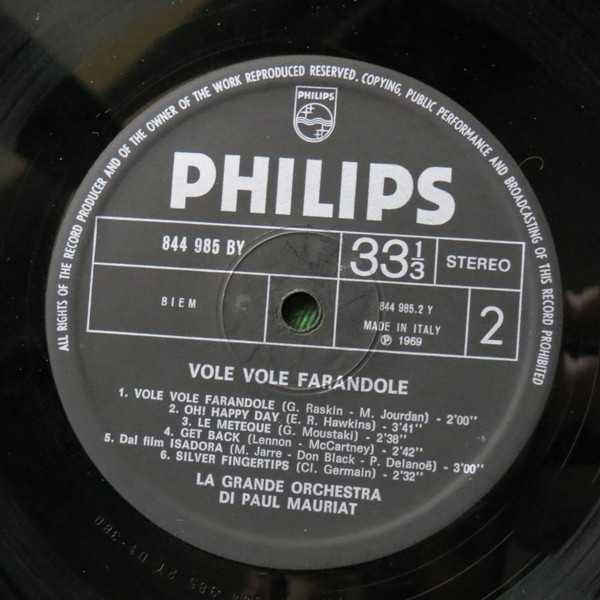 ALL RIGHTS OF THE RECORD PRODUCER AND OF THE OWNER OF THE WORK REPRODUCED RESERVED. COPYING, PUBLIC PERFORMANCE AND BROADCASTING OF THIS RECORD PROHIBITED
PHILIPS
PHILIPS
844 985 BY
33 1/3
STEREO
BIEM
844 985.2 Y
MADE IN ITALY
Ⓟ 1969
2
VOLE VOLE FARANDOLE
1. VOLE VOLE FARANDOLE (G. Raskin - M. Jourdan) - 2'00''
2. OH! HAPPY DAY (E. R. Hawkins) - 3'41''
3. LE METEQUE (G. Moustaki) - 2'38''
4. GET BACK (Lennon - McCartney) - 2'42''
5. Dal film ISADORA (M. Jarre - Don Black - P. Delanoë) - 3'00''
6. SILVER FINGERTIPS (Cl. Germain) - 2'32''
LA GRANDE ORCHESTRA
DI PAUL MAURIAT